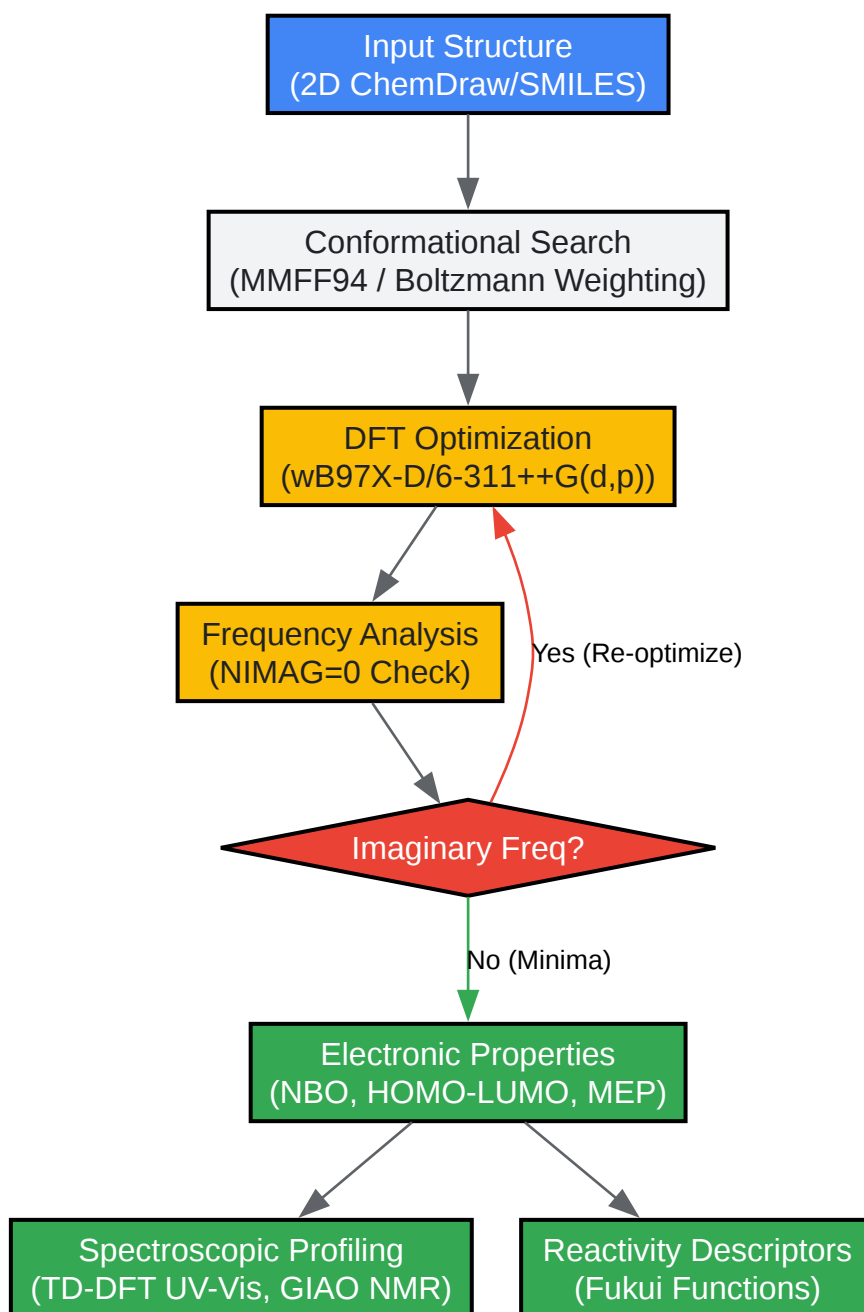 Input Structure
(2D ChemDraw/SMILES)
Conformational Search
(MMFF94 / Boltzmann Weighting)
DFT Optimization
(wB97X-D/6-311++G(d,p))
Frequency Analysis
(NIMAG=0 Check)
Yes (Re-optimize)
Imaginary Freq?
No (Minima)
Electronic Properties
(NBO, HOMO-LUMO, MEP)
Spectroscopic Profiling
(TD-DFT UV-Vis, GIAO NMR)
Reactivity Descriptors
(Fukui Functions)